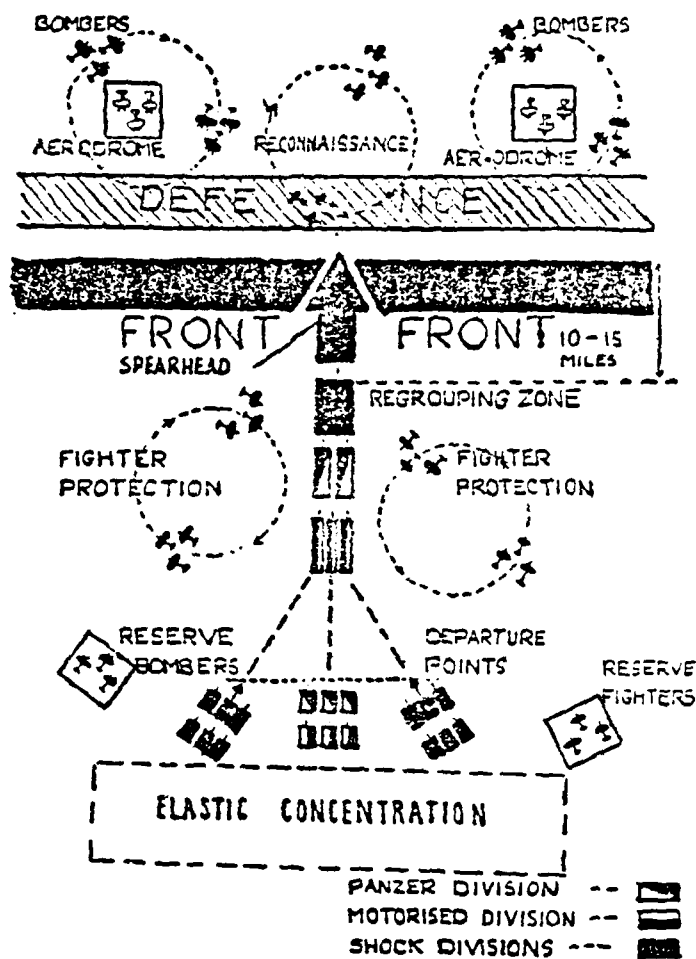 BOMBERS
BOMBERS
AERODROME
RECONNAISSANCE
AERODROME
DEFENCE
FRONT
FRONT
SPEARHEAD
10-15
MILES
REGROUPING ZONE
FIGHTER
PROTECTION
FIGHTER
PROTECTION
RESERVE
BOMBERS
DEPARTURE
POINTS
RESERVE
FIGHTERS
ELASTIC CONCENTRATION
PANZER DIVISION
MOTORISED DIVISION
SHOCK DIVISIONS